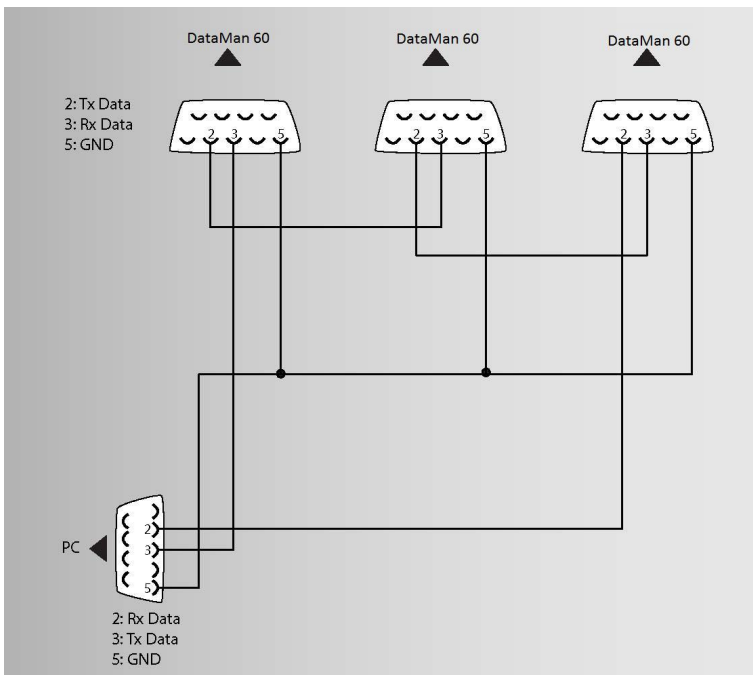 DataMan 60
DataMan 60
DataMan 60
2: Tx Data
3: Rx Data
5: GND
2 3 5
2 3 5
2 3 5
PC
2
3
5
2: Rx Data
3: Tx Data
5: GND